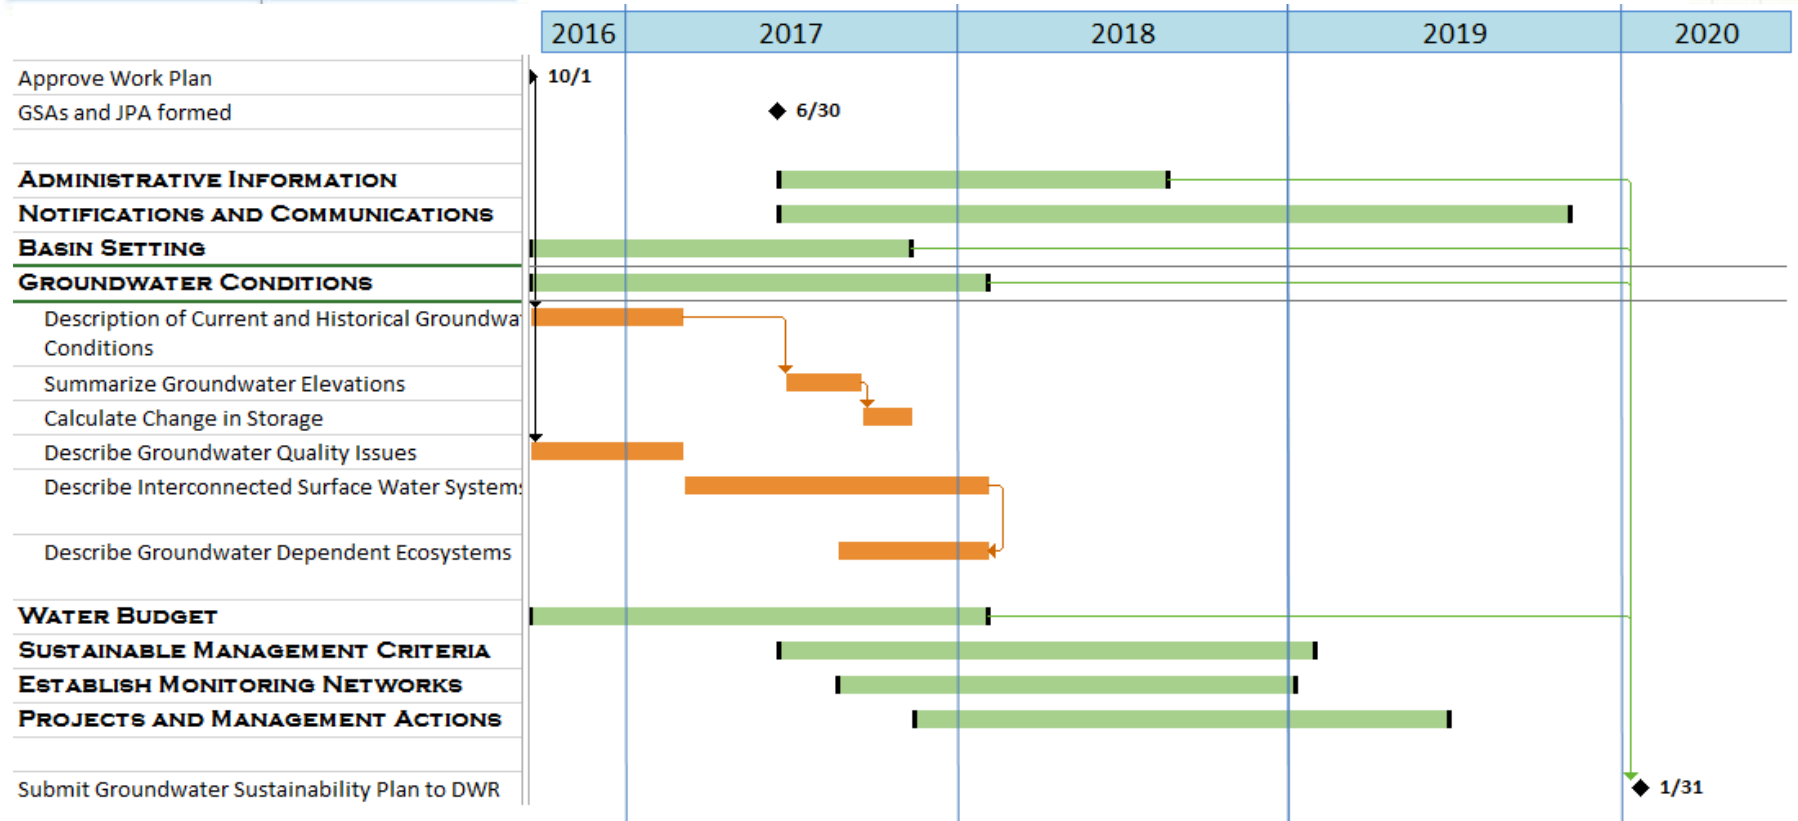 2016 2017 2018 2019 2020
Approve Work Plan 10/1
GSAs and JPA formed 6/30
ADMINISTRATIVE INFORMATION
NOTIFICATIONS AND COMMUNICATIONS
BASIN SETTING
GROUNDWATER CONDITIONS
Description of Current and Historical Groundwa
Conditions
Summarize Groundwater Elevations
Calculate Change in Storage
Describe Groundwater Quality Issues
Describe Interconnected Surface Water Systems
Describe Groundwater Dependent Ecosystems
WATER BUDGET
SUSTAINABLE MANAGEMENT CRITERIA
ESTABLISH MONITORING NETWORKS
PROJECTS AND MANAGEMENT ACTIONS
Submit Groundwater Sustainability Plan to DWR 1/31